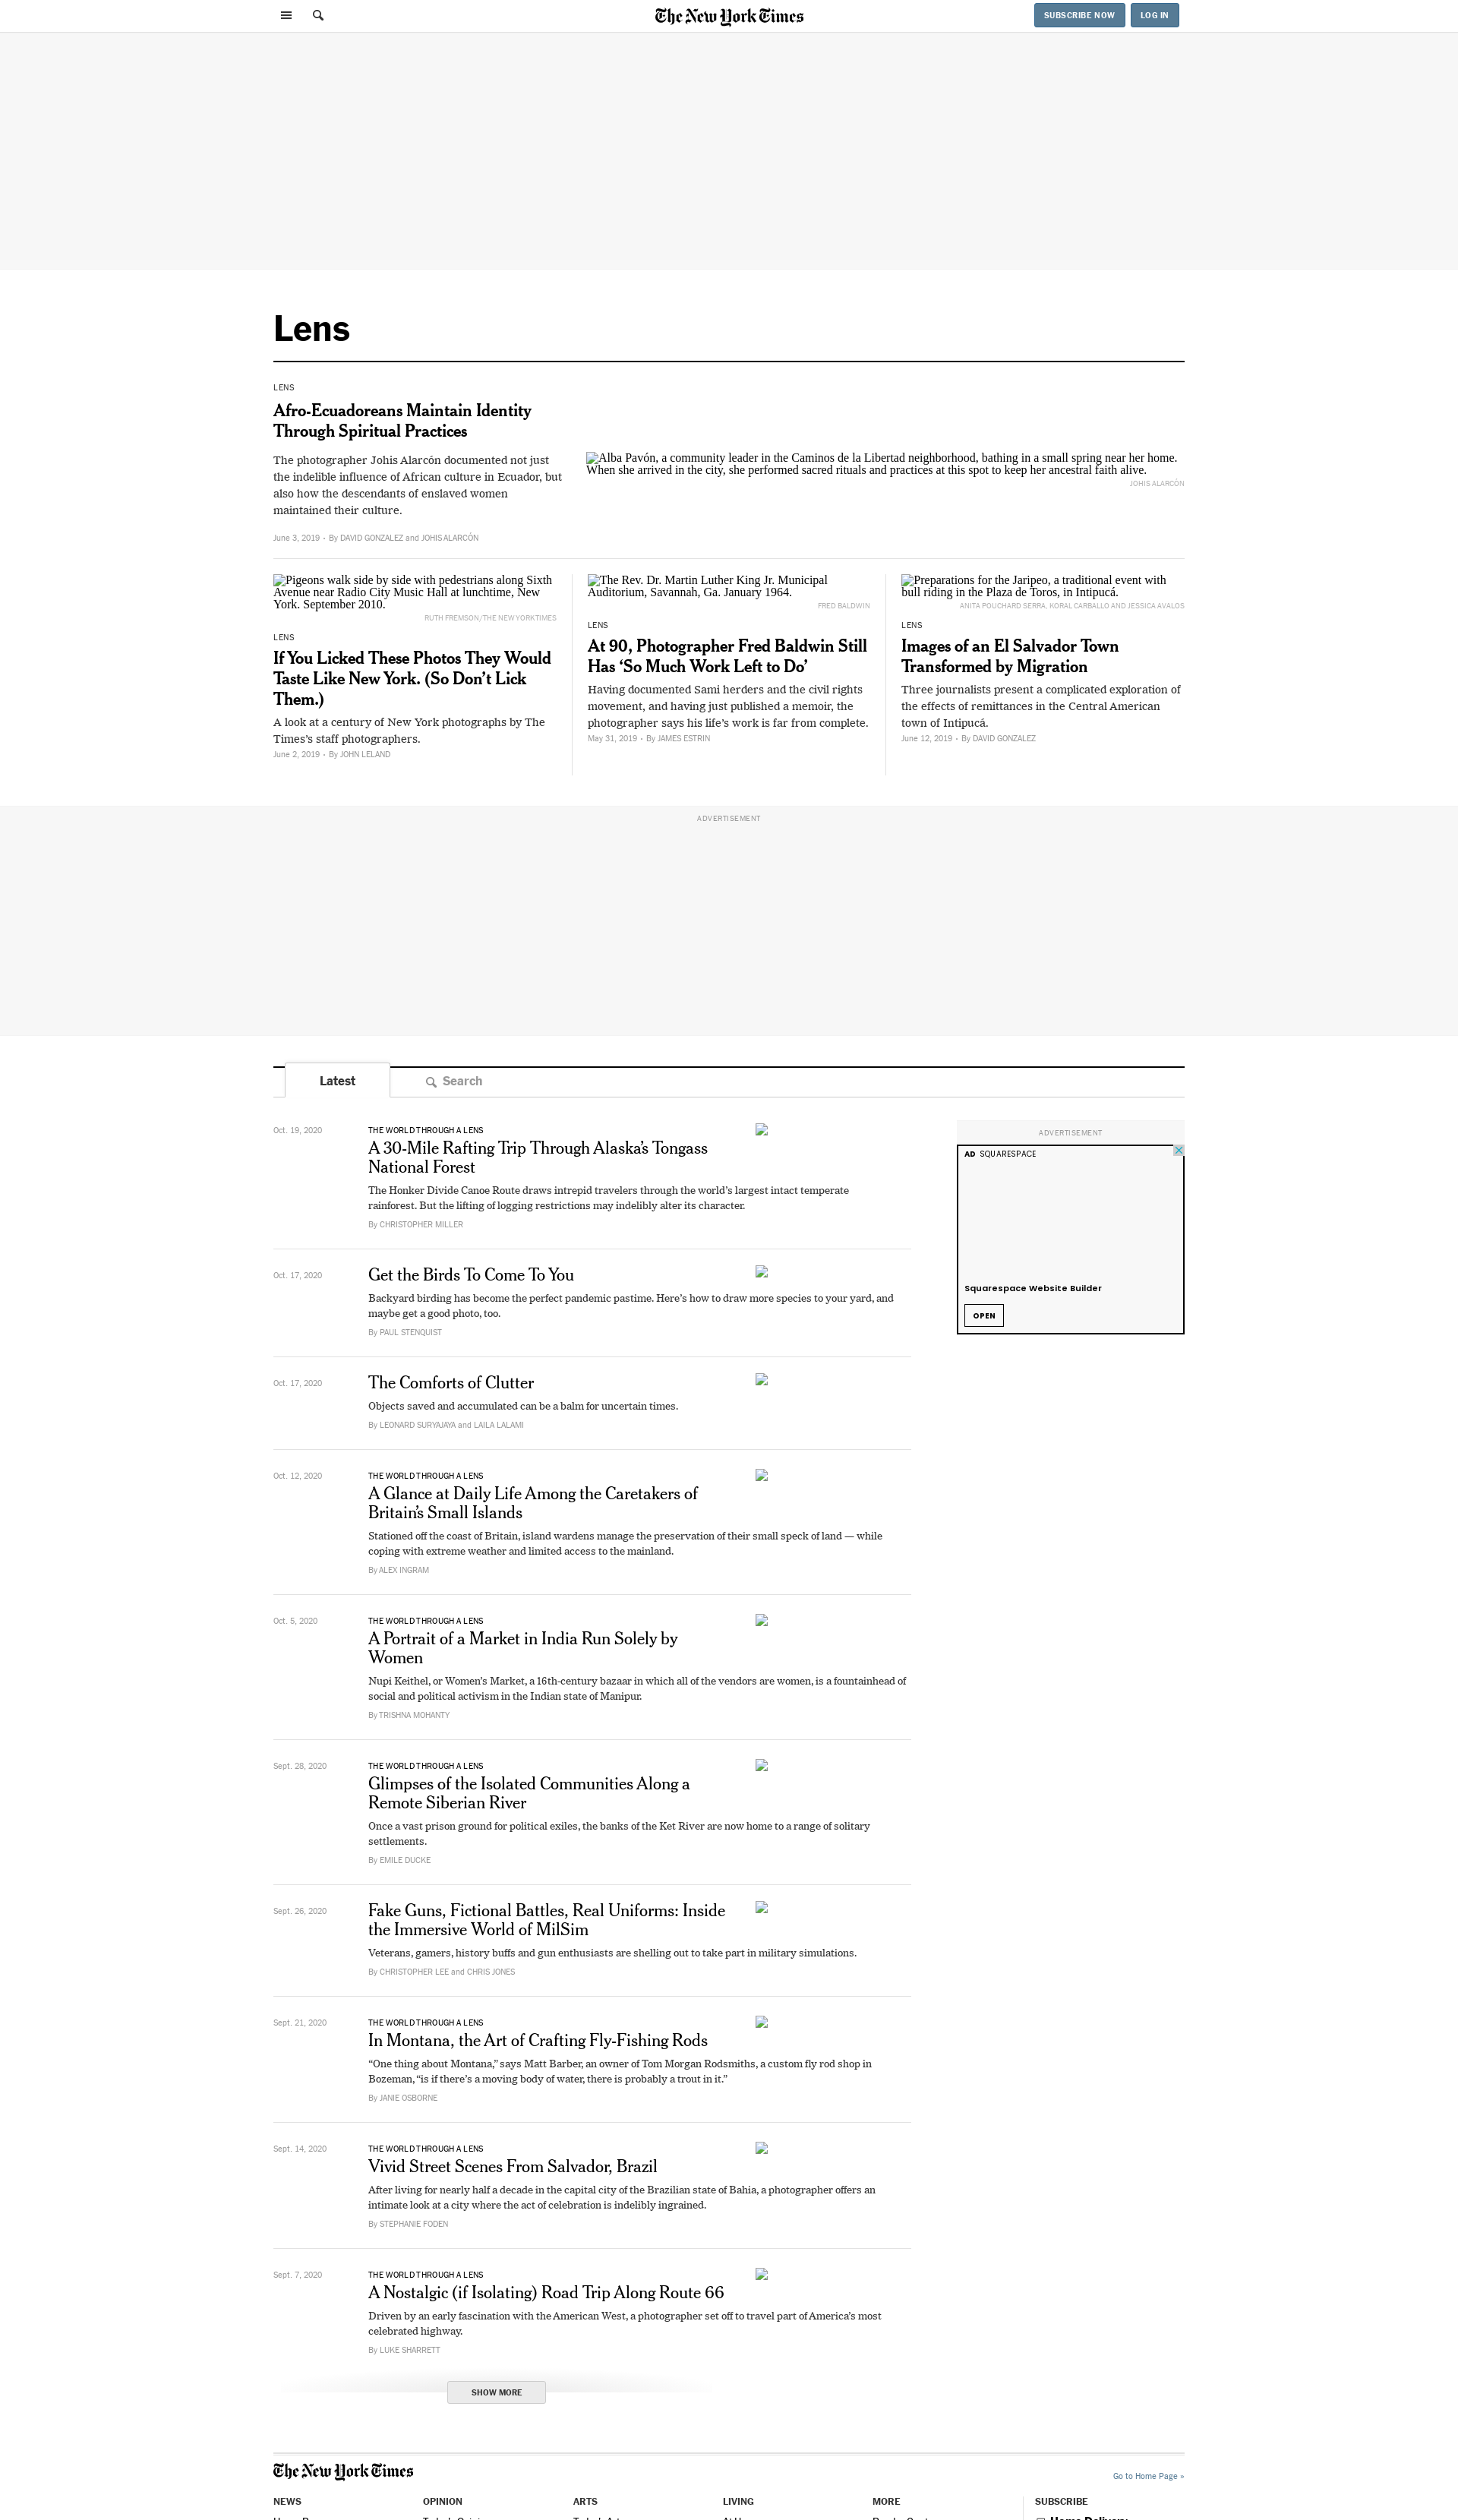 The New York Times
SUBSCRIBE NOW
LOG IN
Lens
LENS
Afro-Ecuadoreans Maintain Identity
Through Spiritual Practices
The photographer Johis Alarcón documented not just
the indelible influence of African culture in Ecuador, but
also how the descendants of enslaved women
maintained their culture.
June 3, 2019 • By DAVID GONZALEZ and JOHIS ALARCÓN
Alba Pavón, a community leader in the Caminos de la Libertad neighborhood, bathing in a small spring near her home.
When she arrived in the city, she performed sacred rituals and practices at this spot to keep her ancestral faith alive.
JOHIS ALARCÓN
Pigeons walk side by side with pedestrians along Sixth
Avenue near Radio City Music Hall at lunchtime, New
York. September 2010.
RUTH FREMSON/THE NEW YORK TIMES
LENS
If You Licked These Photos They Would
Taste Like New York. (So Don’t Lick
Them.)
A look at a century of New York photographs by The
Times’s staff photographers.
June 2, 2019 • By JOHN LELAND
The Rev. Dr. Martin Luther King Jr. Municipal
Auditorium, Savannah, Ga. January 1964.
FRED BALDWIN
LENS
At 90, Photographer Fred Baldwin Still
Has ‘So Much Work Left to Do’
Having documented Sami herders and the civil rights
movement, and having just published a memoir, the
photographer says his life’s work is far from complete.
May 31, 2019 • By JAMES ESTRIN
Preparations for the Jaripeo, a traditional event with
bull riding in the Plaza de Toros, in Intipucá.
ANITA POUCHARD SERRA, KORAL CARBALLO AND JESSICA AVALOS
LENS
Images of an El Salvador Town
Transformed by Migration
Three journalists present a complicated exploration of
the effects of remittances in the Central American
town of Intipucá.
June 12, 2019 • By DAVID GONZALEZ
ADVERTISEMENT
Latest
Search
Oct. 19, 2020
THE WORLD THROUGH A LENS
A 30-Mile Rafting Trip Through Alaska’s Tongass
National Forest
The Honker Divide Canoe Route draws intrepid travelers through the world’s largest intact temperate
rainforest. But the lifting of logging restrictions may indelibly alter its character.
By CHRISTOPHER MILLER
ADVERTISEMENT
AD SQUARESPACE
Squarespace Website Builder
OPEN
Oct. 17, 2020
Get the Birds To Come To You
Backyard birding has become the perfect pandemic pastime. Here’s how to draw more species to your yard, and
maybe get a good photo, too.
By PAUL STENQUIST
Oct. 17, 2020
The Comforts of Clutter
Objects saved and accumulated can be a balm for uncertain times.
By LEONARD SURYAJAYA and LAILA LALAMI
Oct. 12, 2020
THE WORLD THROUGH A LENS
A Glance at Daily Life Among the Caretakers of
Britain’s Small Islands
Stationed off the coast of Britain, island wardens manage the preservation of their small speck of land — while
coping with extreme weather and limited access to the mainland.
By ALEX INGRAM
Oct. 5, 2020
THE WORLD THROUGH A LENS
A Portrait of a Market in India Run Solely by
Women
Nupi Keithel, or Women’s Market, a 16th-century bazaar in which all of the vendors are women, is a fountainhead of
social and political activism in the Indian state of Manipur.
By TRISHNA MOHANTY
Sept. 28, 2020
THE WORLD THROUGH A LENS
Glimpses of the Isolated Communities Along a
Remote Siberian River
Once a vast prison ground for political exiles, the banks of the Ket River are now home to a range of solitary
settlements.
By EMILE DUCKE
Sept. 26, 2020
Fake Guns, Fictional Battles, Real Uniforms: Inside
the Immersive World of MilSim
Veterans, gamers, history buffs and gun enthusiasts are shelling out to take part in military simulations.
By CHRISTOPHER LEE and CHRIS JONES
Sept. 21, 2020
THE WORLD THROUGH A LENS
In Montana, the Art of Crafting Fly-Fishing Rods
“One thing about Montana,” says Matt Barber, an owner of Tom Morgan Rodsmiths, a custom fly rod shop in
Bozeman, “is if there’s a moving body of water, there is probably a trout in it.”
By JANIE OSBORNE
Sept. 14, 2020
THE WORLD THROUGH A LENS
Vivid Street Scenes From Salvador, Brazil
After living for nearly half a decade in the capital city of the Brazilian state of Bahia, a photographer offers an
intimate look at a city where the act of celebration is indelibly ingrained.
By STEPHANIE FODEN
Sept. 7, 2020
THE WORLD THROUGH A LENS
A Nostalgic (if Isolating) Road Trip Along Route 66
Driven by an early fascination with the American West, a photographer set off to travel part of America’s most
celebrated highway.
By LUKE SHARRETT
SHOW MORE
The New York Times
Go to Home Page »
NEWS
OPINION
ARTS
LIVING
MORE
SUBSCRIBE